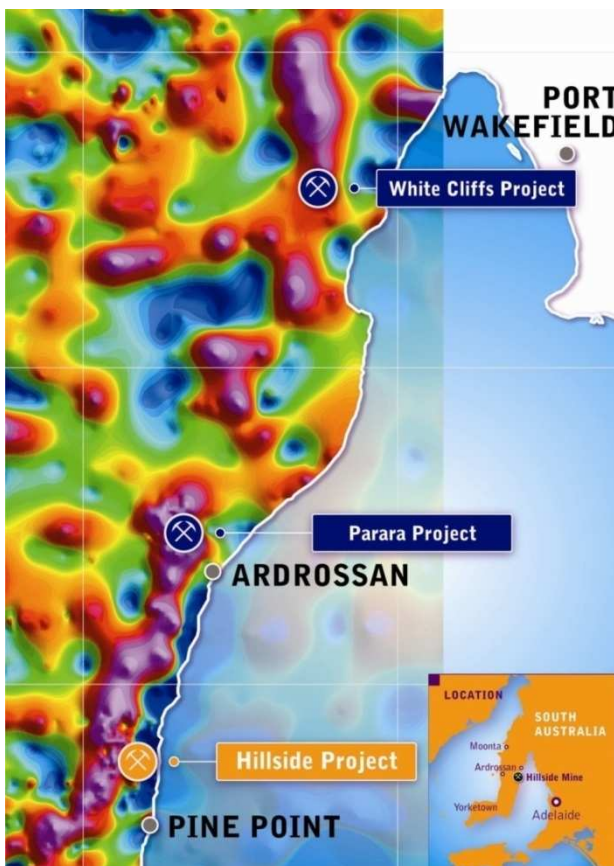 PORT
WAKEFIELD
White Cliffs Project
Parara Project
ARDROSSAN
Hillside Project
PINE POINT
LOCATION
SOUTH
AUSTRALIA
Moonta
Ardrossan
Hillside Mine
Yorketown
Adelaide